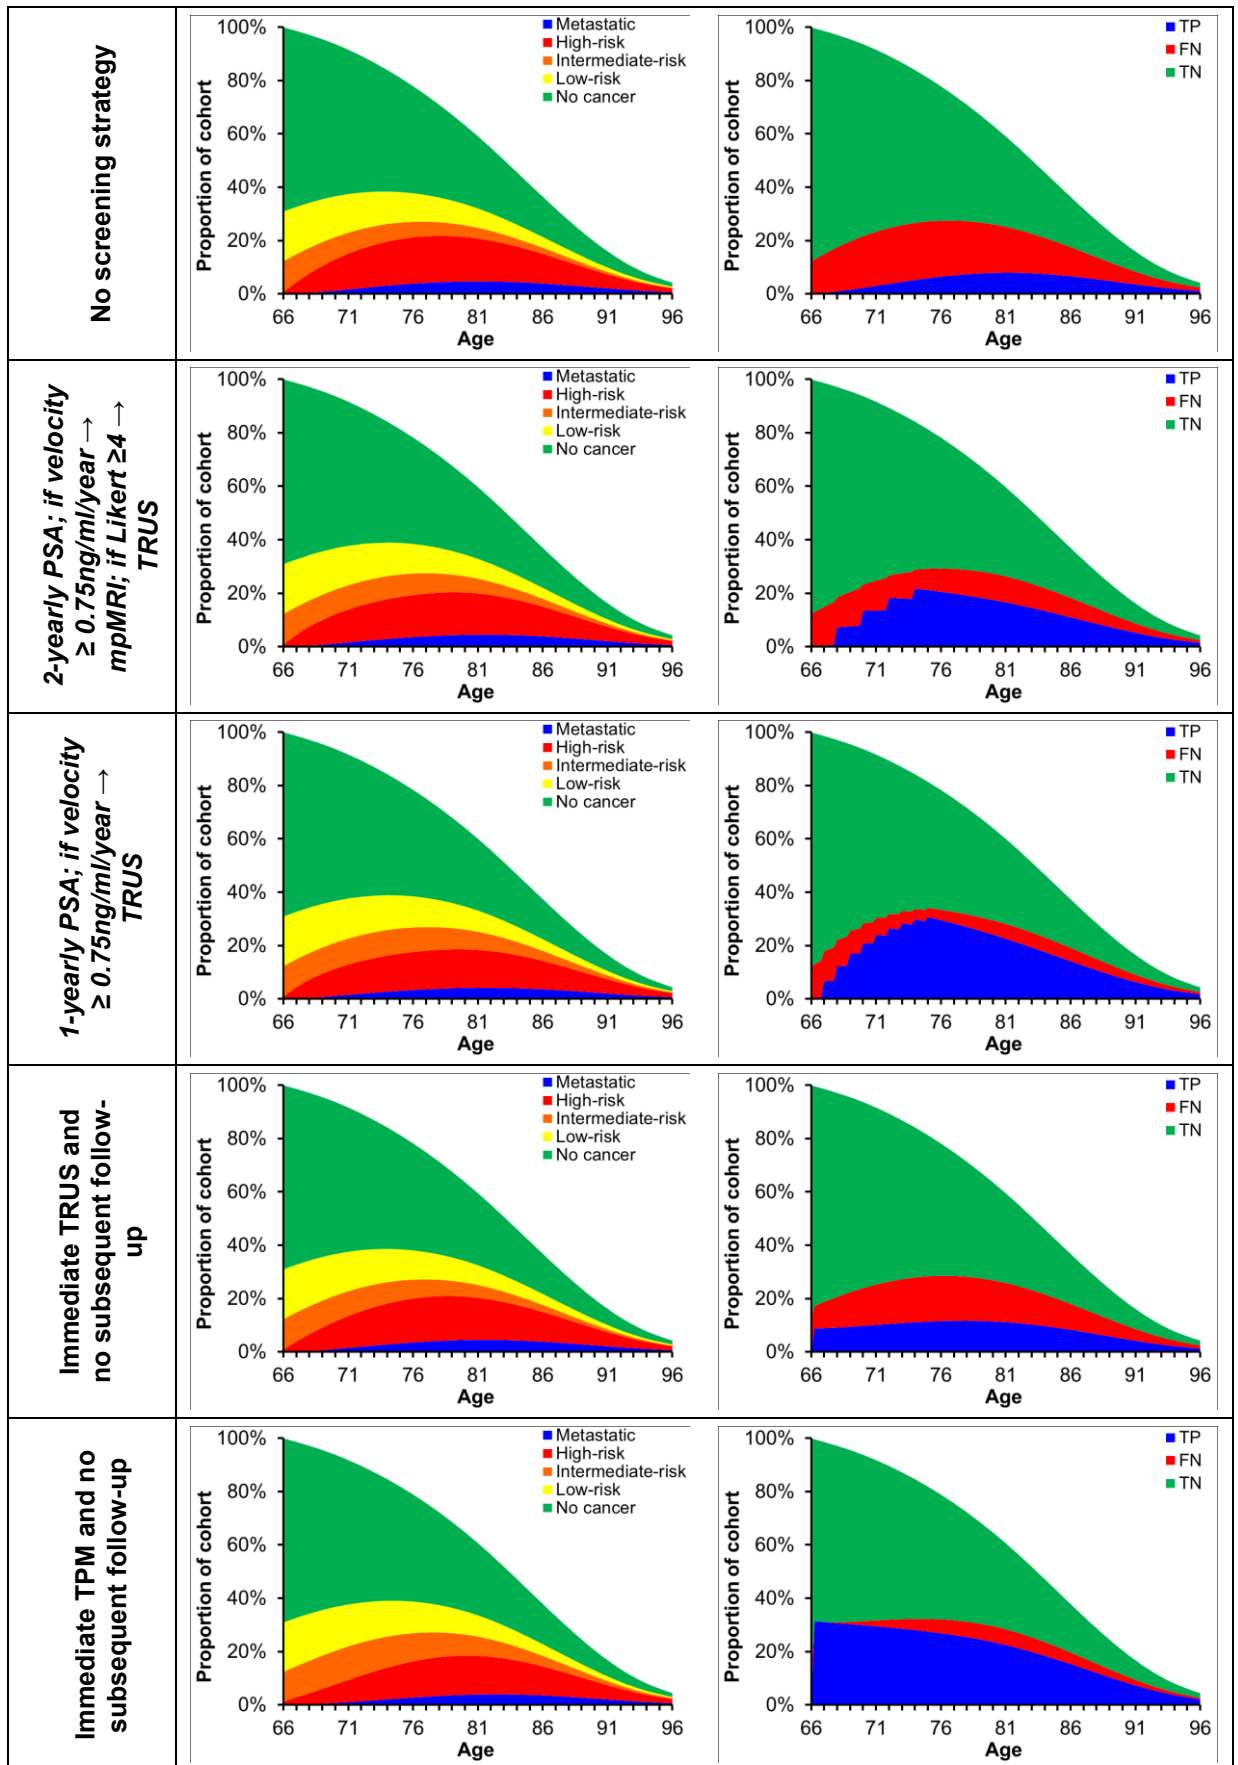 No screening strategy
100%
80%
60%
40%
20%
0%
Proportion of cohort
66 71 76 81 86 91 96
Age
Metastatic
High-risk
Intermediate-risk
Low-risk
No cancer
100%
80%
60%
40%
20%
0%
Proportion of cohort
66 71 76 81 86 91 96
Age
TP
FN
TN
2-yearly PSA; if velocity
≥ 0.75ng/ml/year →
mpMRI; if Likert ≥4 →
TRUS
100%
80%
60%
40%
20%
0%
Proportion of cohort
66 71 76 81 86 91 96
Age
Metastatic
High-risk
Intermediate-risk
Low-risk
No cancer
100%
80%
60%
40%
20%
0%
Proportion of cohort
66 71 76 81 86 91 96
Age
TP
FN
TN
1-yearly PSA; if velocity
≥ 0.75ng/ml/year →
TRUS
100%
80%
60%
40%
20%
0%
Proportion of cohort
66 71 76 81 86 91 96
Age
Metastatic
High-risk
Intermediate-risk
Low-risk
No cancer
100%
80%
60%
40%
20%
0%
Proportion of cohort
66 71 76 81 86 91 96
Age
TP
FN
TN
Immediate TRUS and
no subsequent follow-
up
100%
80%
60%
40%
20%
0%
Proportion of cohort
66 71 76 81 86 91 96
Age
Metastatic
High-risk
Intermediate-risk
Low-risk
No cancer
100%
80%
60%
40%
20%
0%
Proportion of cohort
66 71 76 81 86 91 96
Age
TP
FN
TN
Immediate TPM and no
subsequent follow-up
100%
80%
60%
40%
20%
0%
Proportion of cohort
66 71 76 81 86 91 96
Age
Metastatic
High-risk
Intermediate-risk
Low-risk
No cancer
100%
80%
60%
40%
20%
0%
Proportion of cohort
66 71 76 81 86 91 96
Age
TP
FN
TN